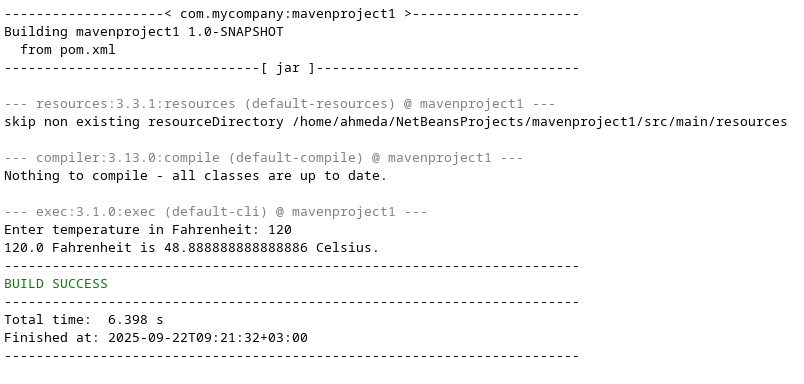 --------------------< com.mycompany:mavenproject1 >---------------------
Building mavenproject1 1.0-SNAPSHOT
  from pom.xml
--------------------------------[ jar ]---------------------------------

--- resources:3.3.1:resources (default-resources) @ mavenproject1 ---
skip non existing resourceDirectory /home/ahmeda/NetBeansProjects/mavenproject1/src/main/resources

--- compiler:3.13.0:compile (default-compile) @ mavenproject1 ---
Nothing to compile - all classes are up to date.

--- exec:3.1.0:exec (default-cli) @ mavenproject1 ---
Enter temperature in Fahrenheit: 120
120.0 Fahrenheit is 48.888888888888886 Celsius.
------------------------------------------------------------------------
BUILD SUCCESS
------------------------------------------------------------------------
Total time:  6.398 s
Finished at: 2025-09-22T09:21:32+03:00
------------------------------------------------------------------------